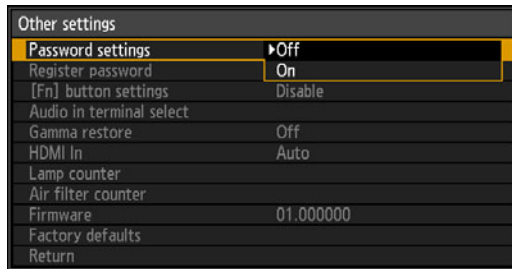 Other settings
Password settings ▶Off
Register password On
[Fn] button settings Disable
Audio in terminal select
Gamma restore Off
HDMI In Auto
Lamp counter
Air filter counter
Firmware 01.000000
Factory defaults
Return